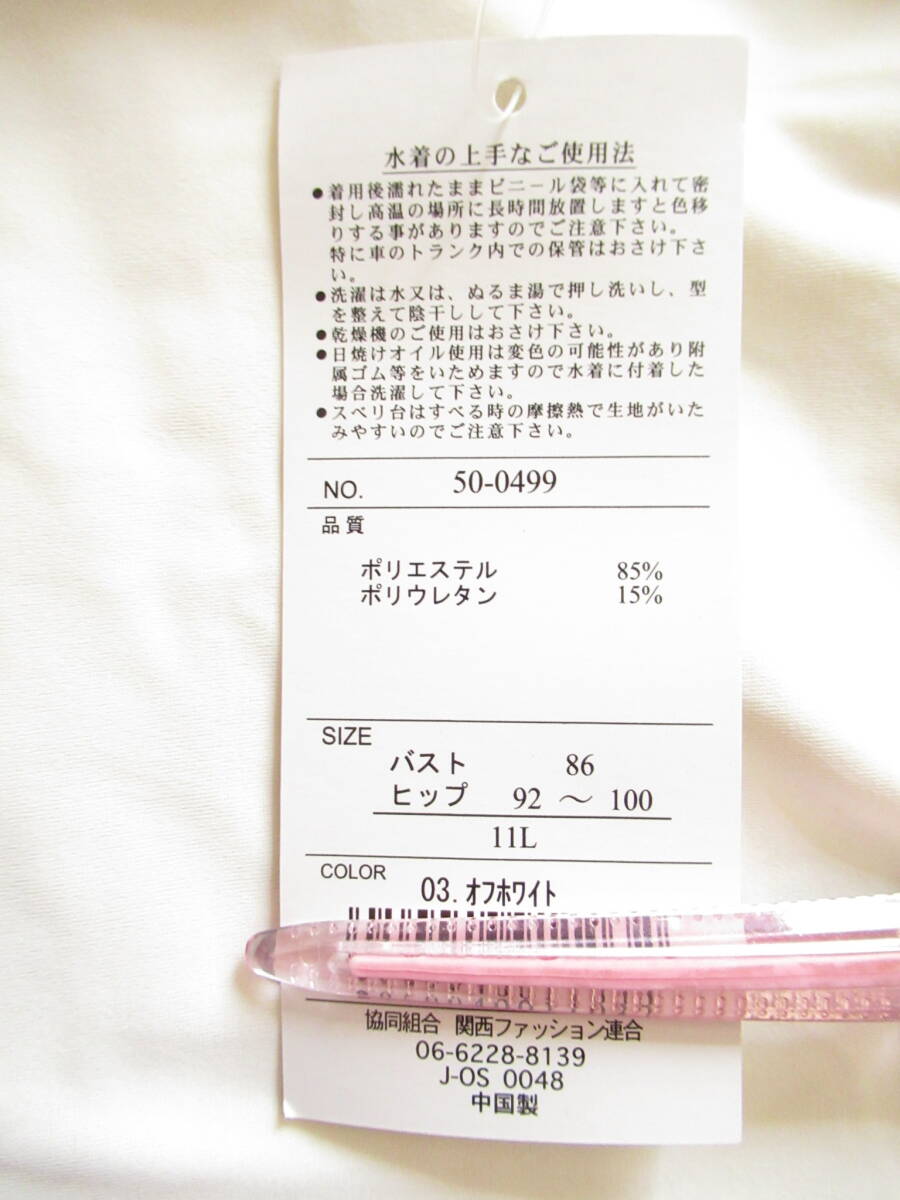 水着の上手なご使用法
●着用後濡れたままビニール袋等に入れて密
封し高温の場所に長時間放置しますと色移
りする事がありますのでご注意下さい。
特に車のトランク内での保管はおさけ下さ
い。
●洗濯は水又は、ぬるま湯で押し洗いし、型
を整えて陰干しして下さい。
●乾燥機のご使用はおさけ下さい。
●日焼けオイル使用は変色の可能性があり附
属ゴム等をいためますので水着に付着した
場合洗濯して下さい。
●スベリ台はすべる時の摩擦熱で生地がいた
みやすいのでご注意下さい。
NO. 50-0499
品質
ポリエステル 85%
ポリウレタン 15%
SIZE
バスト 86
ヒップ 92 ～ 100
11L
COLOR
03.ｵﾌﾎﾜｲﾄ
協同組合 関西ファッション連合
06-6228-8139
J-OS 0048
中国製